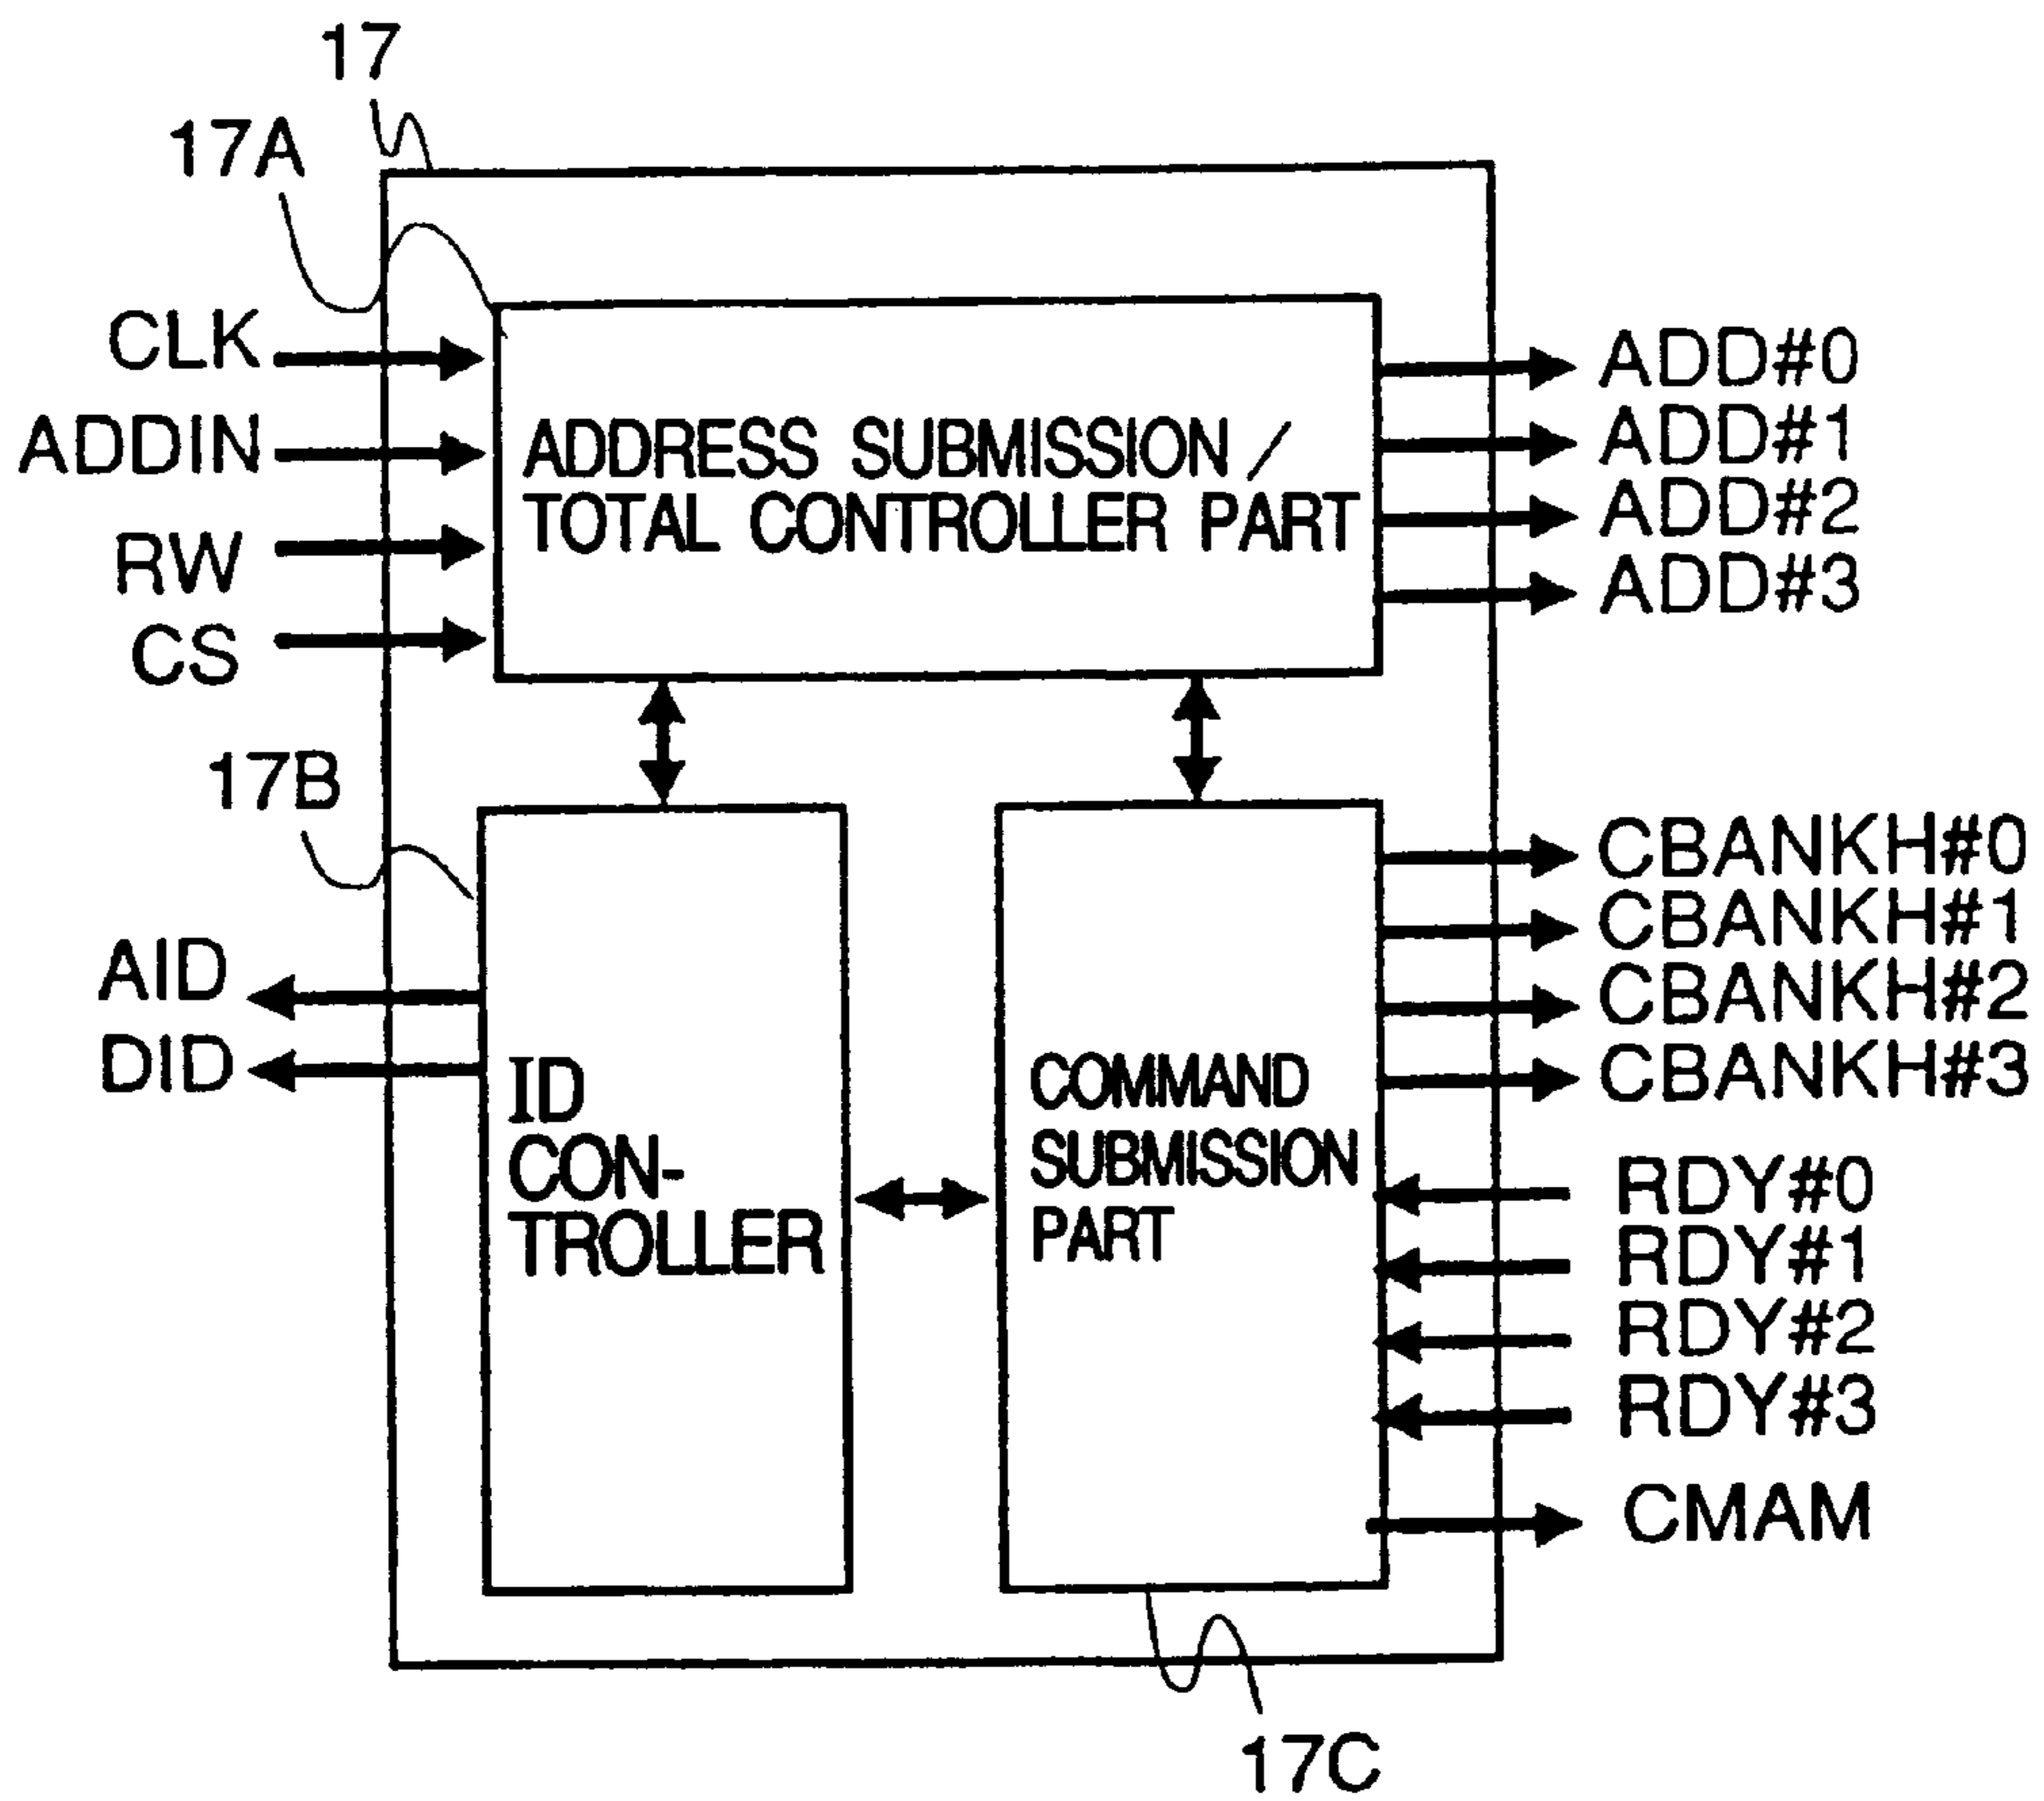 17
17A
CLK
ADDIN
RW
CS
ADDRESS SUBMISSION /
TOTAL CONTROLLER PART
ADD#0
ADD#1
ADD#2
ADD#3
17B
AID
DID
ID
CON-
TROLLER
COMMAND
SUBMISSION
PART
CBANKH#0
CBANKH#1
CBANKH#2
CBANKH#3
RDY#0
RDY#1
RDY#2
RDY#3
CMAM
17C